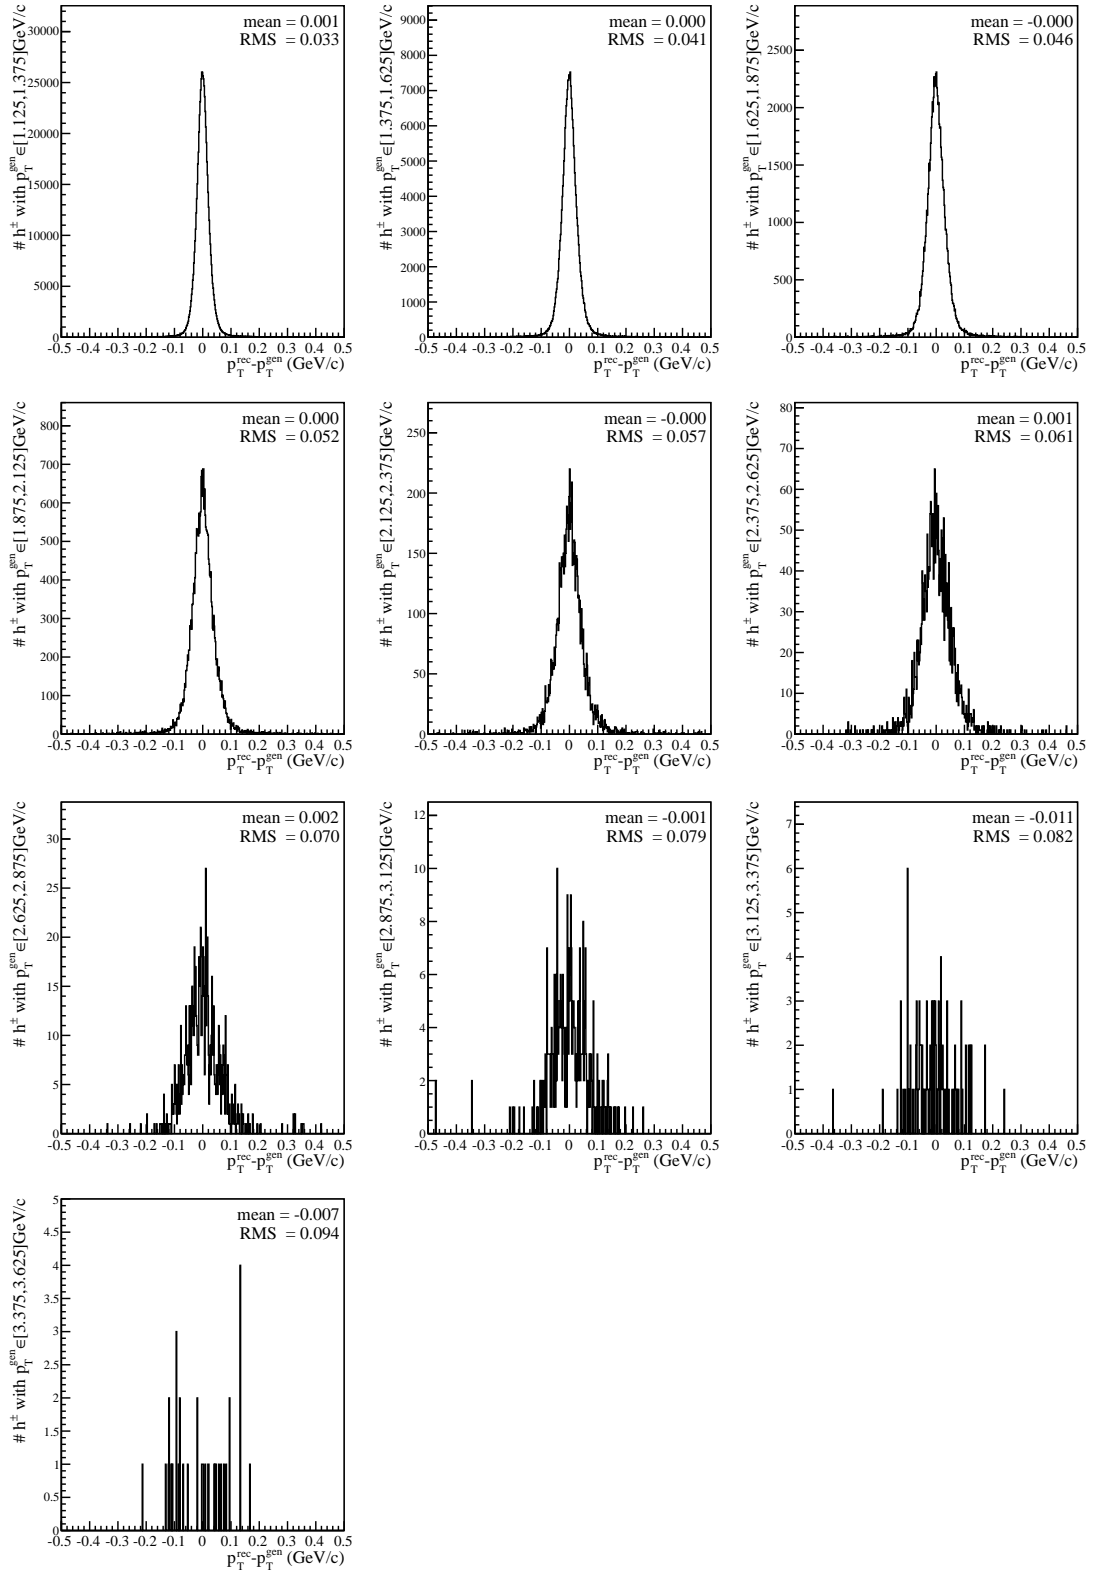 mean = 0.001
RMS = 0.033
# h± with p_T^gen ∈[1.125,1.375]GeV/c
30000
25000
20000
15000
10000
5000
0
-0.5 -0.4 -0.3 -0.2 -0.1 0 0.1 0.2 0.3 0.4 0.5
p_T^rec-p_T^gen (GeV/c)
mean = 0.000
RMS = 0.041
# h± with p_T^gen ∈[1.375,1.625]GeV/c
9000
8000
7000
6000
5000
4000
3000
2000
1000
0
-0.5 -0.4 -0.3 -0.2 -0.1 0 0.1 0.2 0.3 0.4 0.5
p_T^rec-p_T^gen (GeV/c)
mean = -0.000
RMS = 0.046
# h± with p_T^gen ∈[1.625,1.875]GeV/c
2500
2000
1500
1000
500
0
-0.5 -0.4 -0.3 -0.2 -0.1 0 0.1 0.2 0.3 0.4 0.5
p_T^rec-p_T^gen (GeV/c)
mean = 0.000
RMS = 0.052
# h± with p_T^gen ∈[1.875,2.125]GeV/c
800
700
600
500
400
300
200
100
0
-0.5 -0.4 -0.3 -0.2 -0.1 0 0.1 0.2 0.3 0.4 0.5
p_T^rec-p_T^gen (GeV/c)
mean = -0.000
RMS = 0.057
# h± with p_T^gen ∈[2.125,2.375]GeV/c
250
200
150
100
50
0
-0.5 -0.4 -0.3 -0.2 -0.1 0 0.1 0.2 0.3 0.4 0.5
p_T^rec-p_T^gen (GeV/c)
mean = 0.001
RMS = 0.061
# h± with p_T^gen ∈[2.375,2.625]GeV/c
80
70
60
50
40
30
20
10
0
-0.5 -0.4 -0.3 -0.2 -0.1 0 0.1 0.2 0.3 0.4 0.5
p_T^rec-p_T^gen (GeV/c)
mean = 0.002
RMS = 0.070
# h± with p_T^gen ∈[2.625,2.875]GeV/c
30
25
20
15
10
5
0
-0.5 -0.4 -0.3 -0.2 -0.1 0 0.1 0.2 0.3 0.4 0.5
p_T^rec-p_T^gen (GeV/c)
mean = -0.001
RMS = 0.079
# h± with p_T^gen ∈[2.875,3.125]GeV/c
12
10
8
6
4
2
0
-0.5 -0.4 -0.3 -0.2 -0.1 0 0.1 0.2 0.3 0.4 0.5
p_T^rec-p_T^gen (GeV/c)
mean = -0.011
RMS = 0.082
# h± with p_T^gen ∈[3.125,3.375]GeV/c
7
6
5
4
3
2
1
0
-0.5 -0.4 -0.3 -0.2 -0.1 0 0.1 0.2 0.3 0.4 0.5
p_T^rec-p_T^gen (GeV/c)
mean = -0.007
RMS = 0.094
# h± with p_T^gen ∈[3.375,3.625]GeV/c
5
4.5
4
3.5
3
2.5
2
1.5
1
0.5
0
-0.5 -0.4 -0.3 -0.2 -0.1 0 0.1 0.2 0.3 0.4 0.5
p_T^rec-p_T^gen (GeV/c)